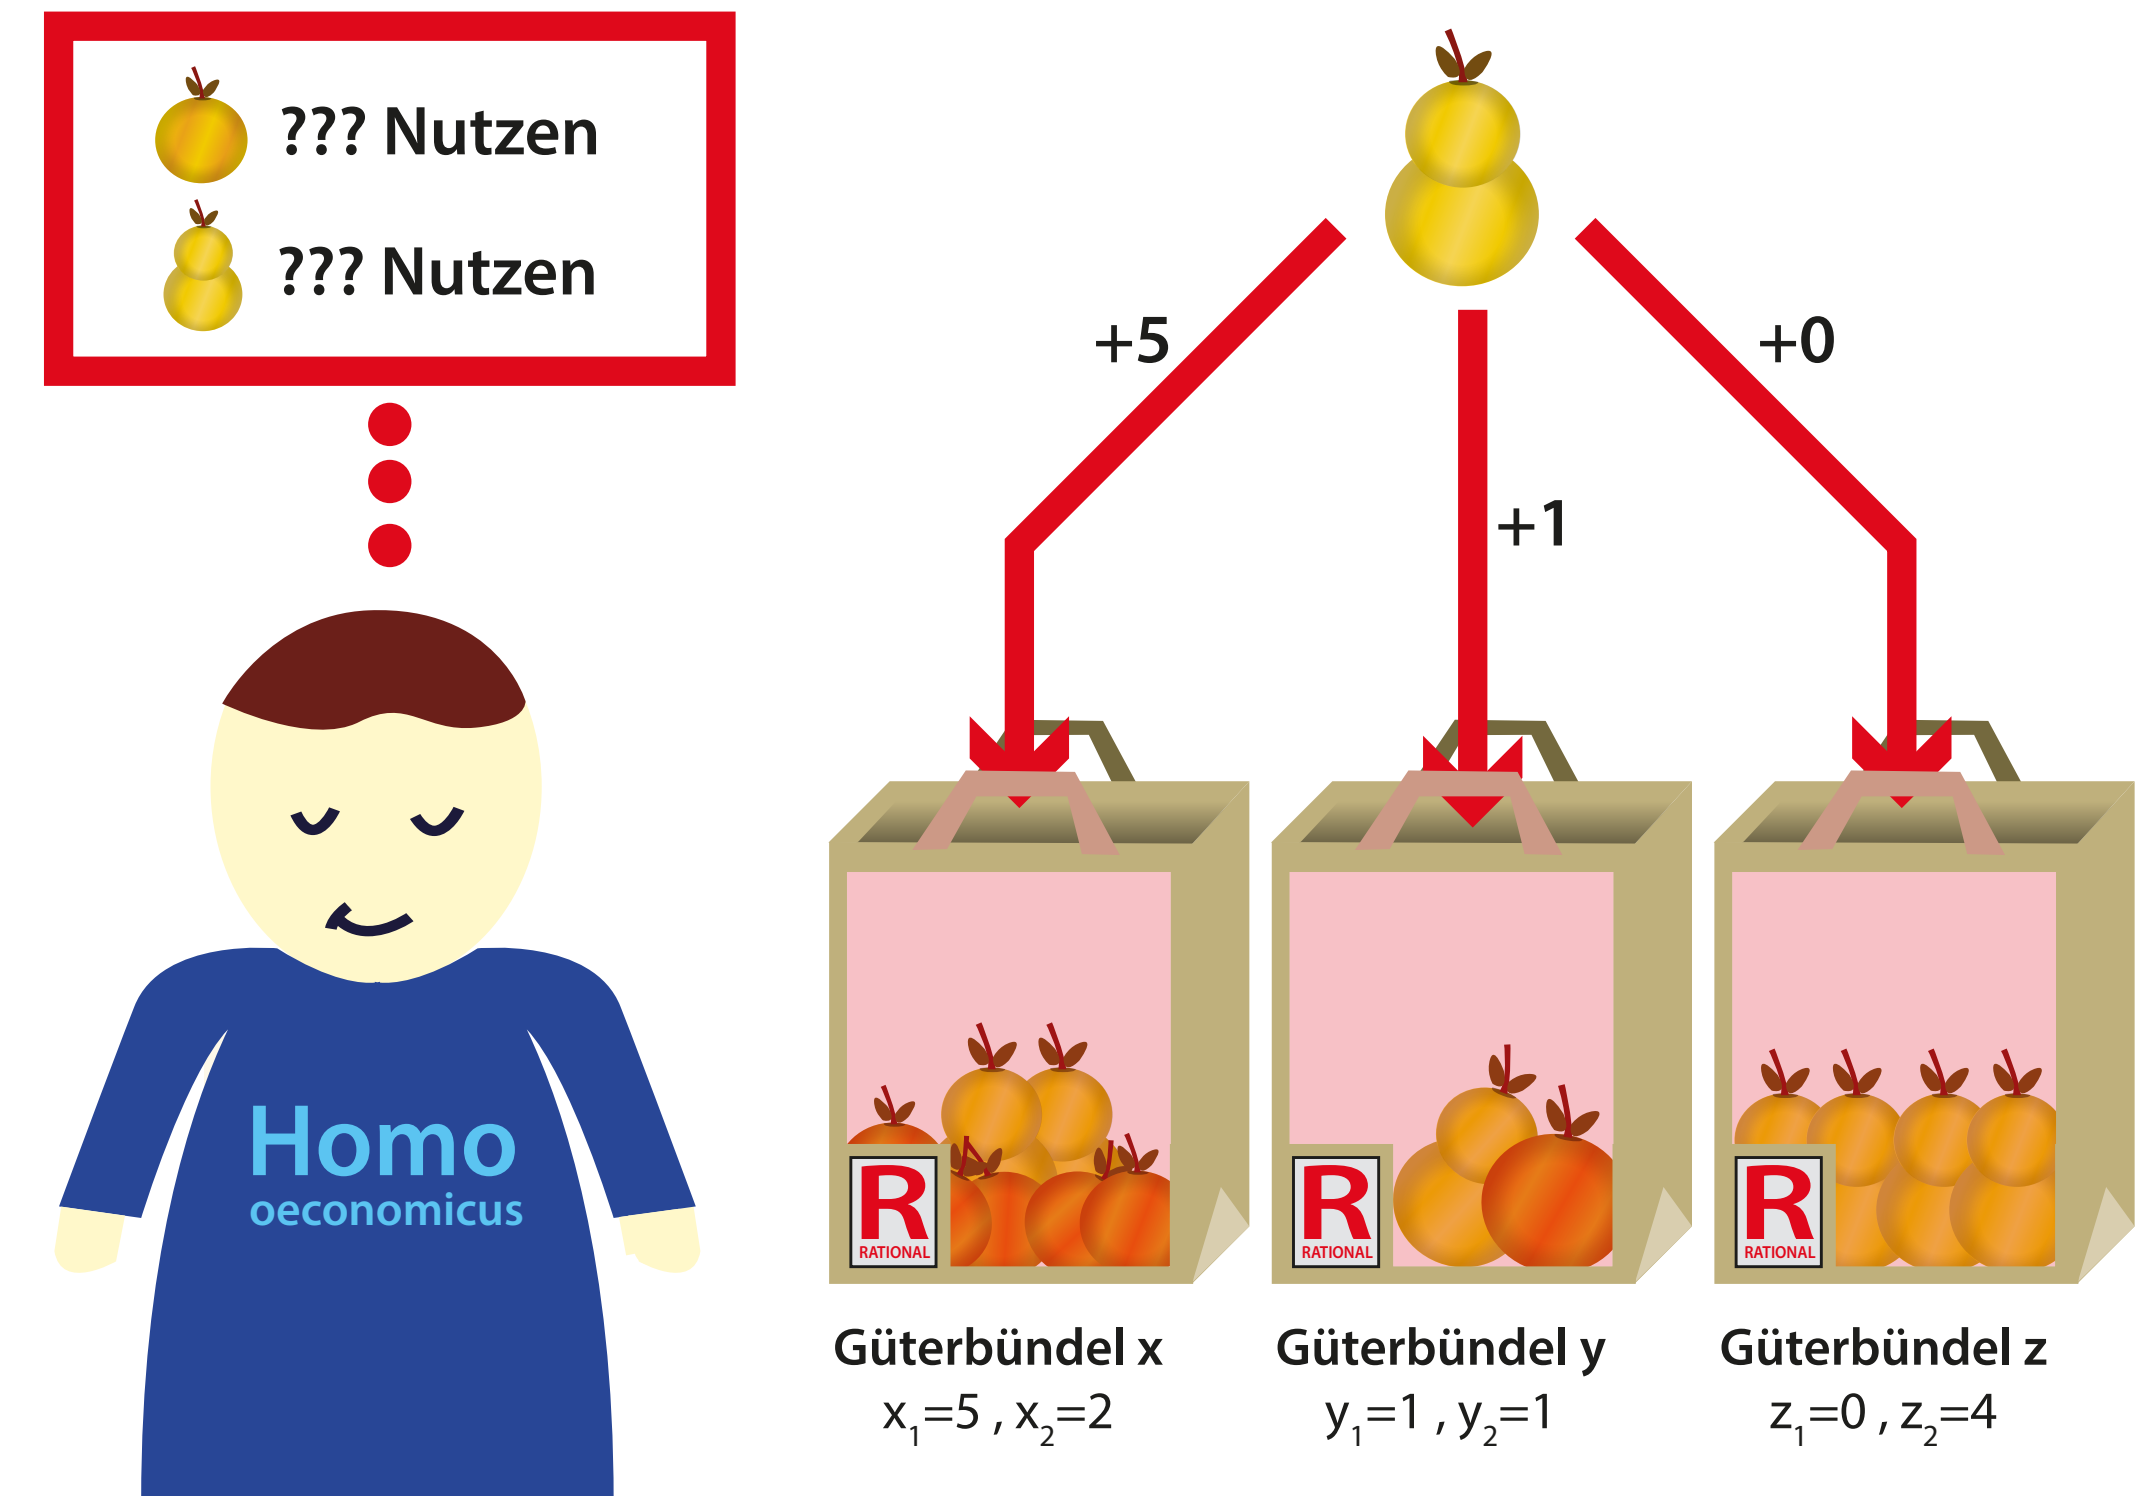 ??? Nutzen
??? Nutzen
+5
+1
+0
Homo
oeconomicus
R
RATIONAL
R
RATIONAL
R
RATIONAL
Güterbündel x
x₁=5 , x₂=2
Güterbündel y
y₁=1 , y₂=1
Güterbündel z
z₁=0 , z₂=4